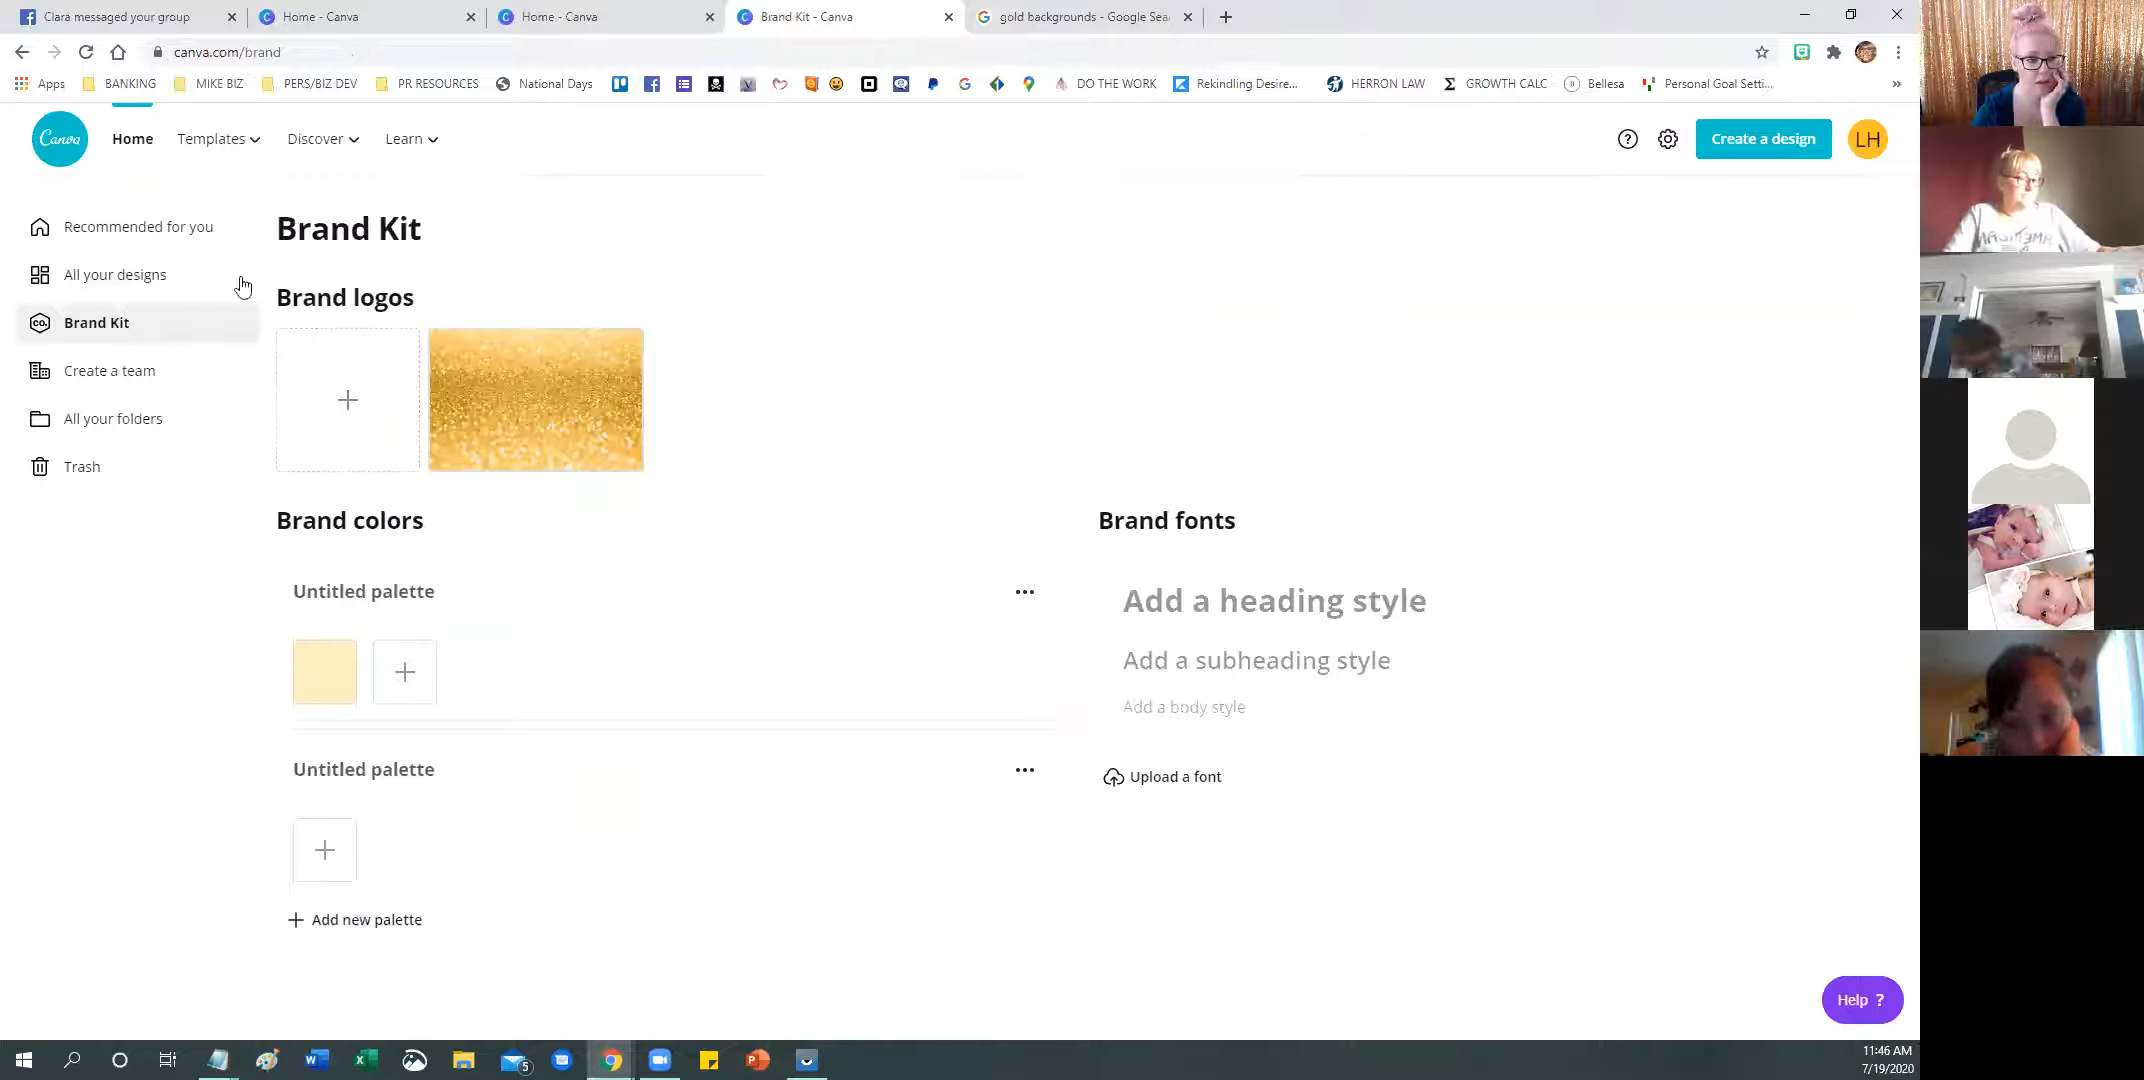 Clara messaged your group
Home - Canva
Home - Canva
Brand Kit - Canva
gold backgrounds - Google Sea
canva.com/brand
Apps
BANKING
MIKE BIZ
PERS/BIZ DEV
PR RESOURCES
National Days
DO THE WORK
Rekindling Desire...
HERRON LAW
GROWTH CALC
Bellesa
Personal Goal Setti...
Canva
Home
Templates
Discover
Learn
Create a design
LH
Recommended for you
All your designs
CO.
Brand Kit
Create a team
All your folders
Trash
Brand Kit
Brand logos
Brand colors
Untitled palette
Untitled palette
Add new palette
Brand fonts
Add a heading style
Add a subheading style
Add a body style
Upload a font
Help ?
5
11:46 AM
7/19/2020